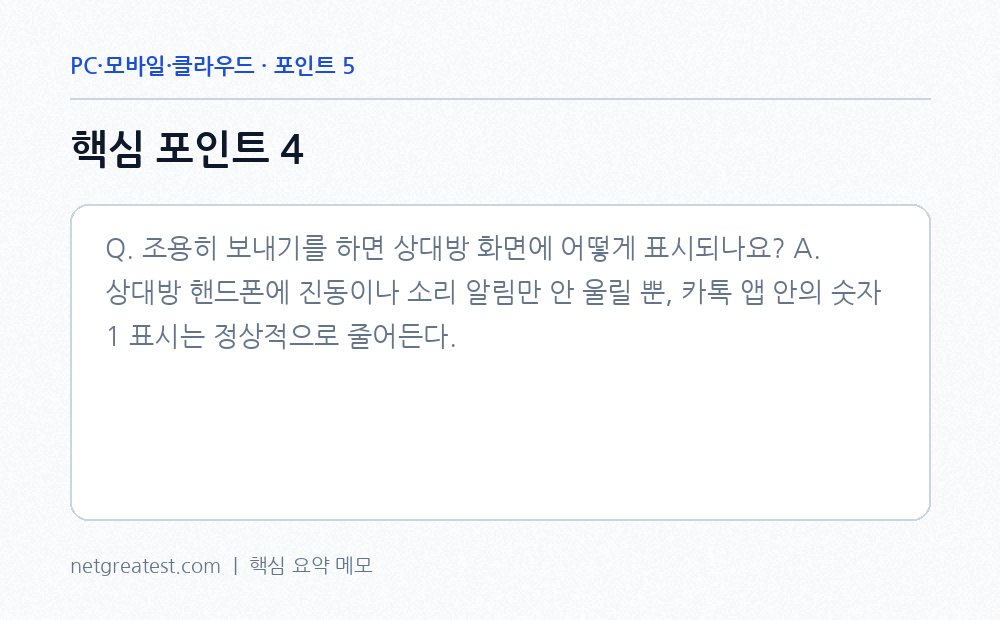 PC·모바일·클라우드 · 포인트 5
핵심 포인트 4
Q. 조용히 보내기를 하면 상대방 화면에 어떻게 표시되나요? A.
상대방 핸드폰에 진동이나 소리 알림만 안 울릴 뿐, 카톡 앱 안의 숫자
1 표시는 정상적으로 줄어든다.
netgreatest.com | 핵심 요약 메모